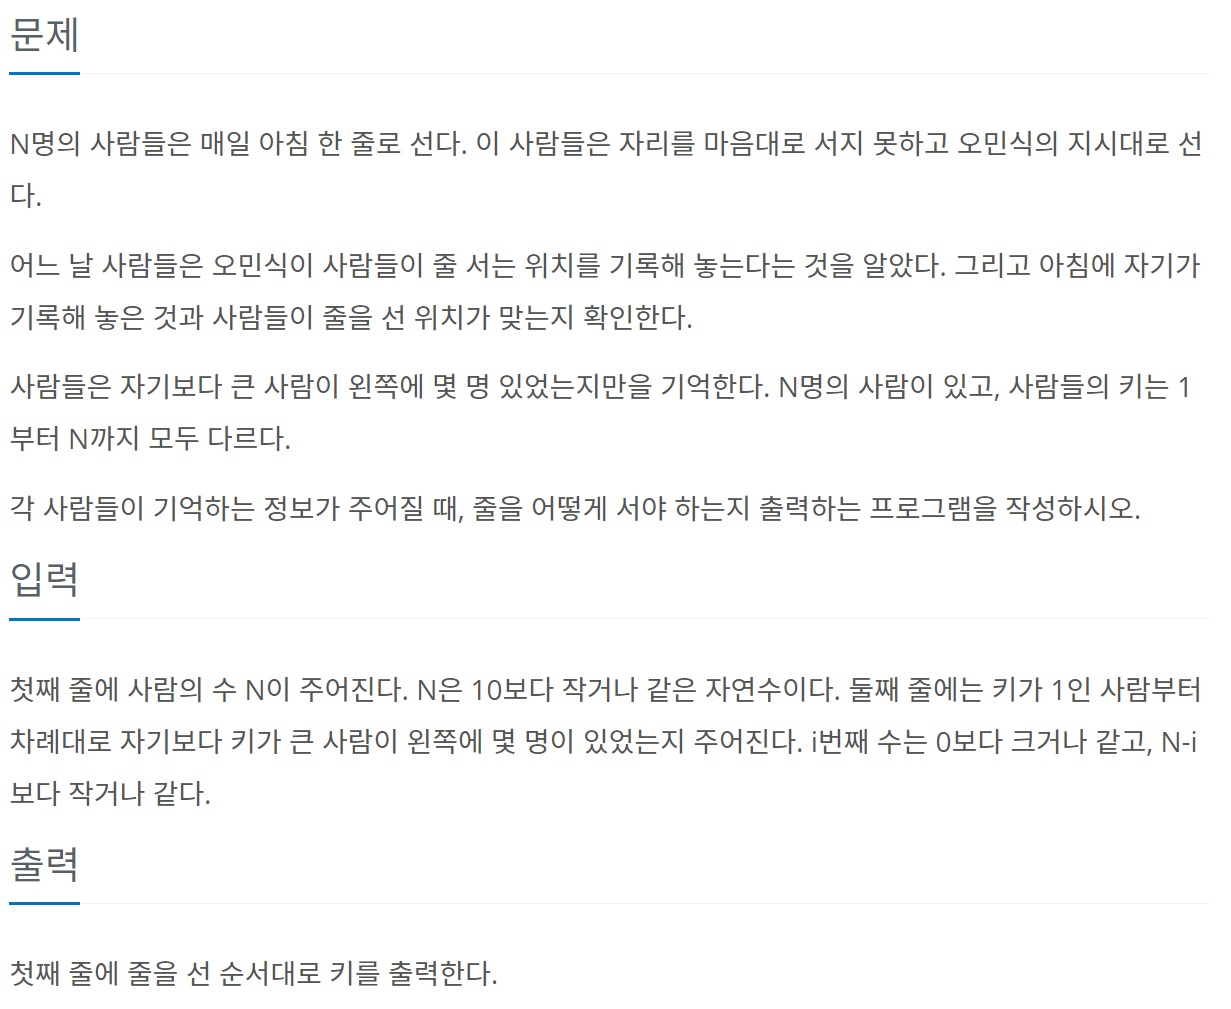 문제
N명의 사람들은 매일 아침 한 줄로 선다. 이 사람들은 자리를 마음대로 서지 못하고 오민식의 지시대로 선
다.
어느 날 사람들은 오민식이 사람들이 줄 서는 위치를 기록해 놓는다는 것을 알았다. 그리고 아침에 자기가
기록해 놓은 것과 사람들이 줄을 선 위치가 맞는지 확인한다.
사람들은 자기보다 큰 사람이 왼쪽에 몇 명 있었는지만을 기억한다. N명의 사람이 있고, 사람들의 키는 1
부터 N까지 모두 다르다.
각 사람들이 기억하는 정보가 주어질 때, 줄을 어떻게 서야 하는지 출력하는 프로그램을 작성하시오.
입력
첫째 줄에 사람의 수 N이 주어진다. N은 10보다 작거나 같은 자연수이다. 둘째 줄에는 키가 1인 사람부터
차례대로 자기보다 키가 큰 사람이 왼쪽에 몇 명이 있었는지 주어진다. i번째 수는 0보다 크거나 같고, N-i
보다 작거나 같다.
출력
첫째 줄에 줄을 선 순서대로 키를 출력한다.